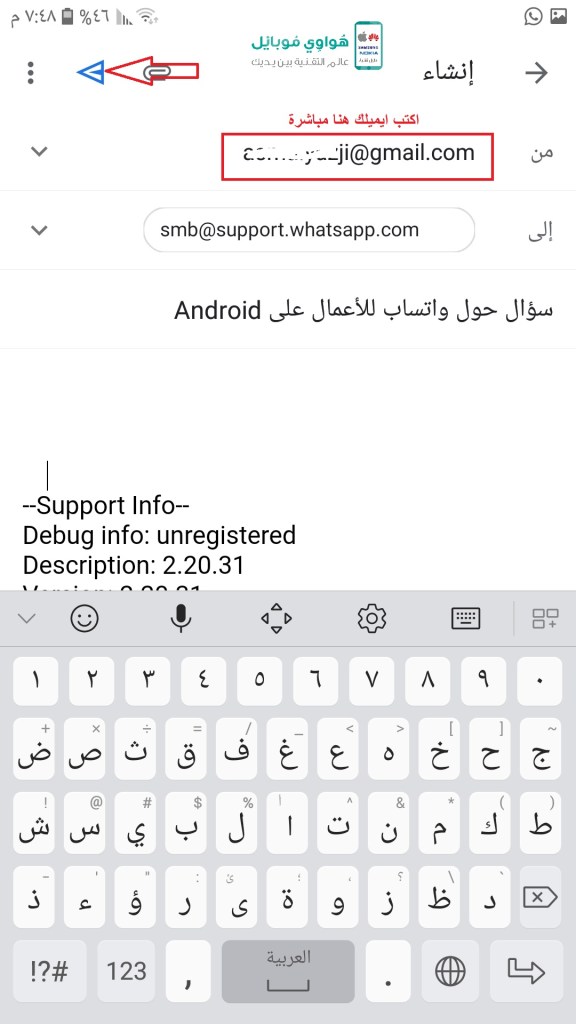 ٧:٤٨ م
%٤٦
هواوي موبايل
عالم التقنية بين يديك
إنشاء
اكتب ايميلك هنا مباشرة
من
ji@gmail.com
إلى
smb@support.whatsapp.com
سؤال حول واتساب للأعمال على Android
--Support Info--
Debug info: unregistered
Description: 2.20.31
١ ٢ ٣ ٤ ٥ ٦ ٧ ٨ ٩ ٠
+ × ÷ = / _ < > [ ] ~
ض ص ث ق ف غ ع ه خ ح ج
! @ # $ % أ ^ & * ( )
ش س ي ب ل ا ت ن م ك ط
- ' " : ئ ؛ ، ؟ \ `
ذ ء ؤ ر ى ة و ز ظ د
!?# 123 , العربية .